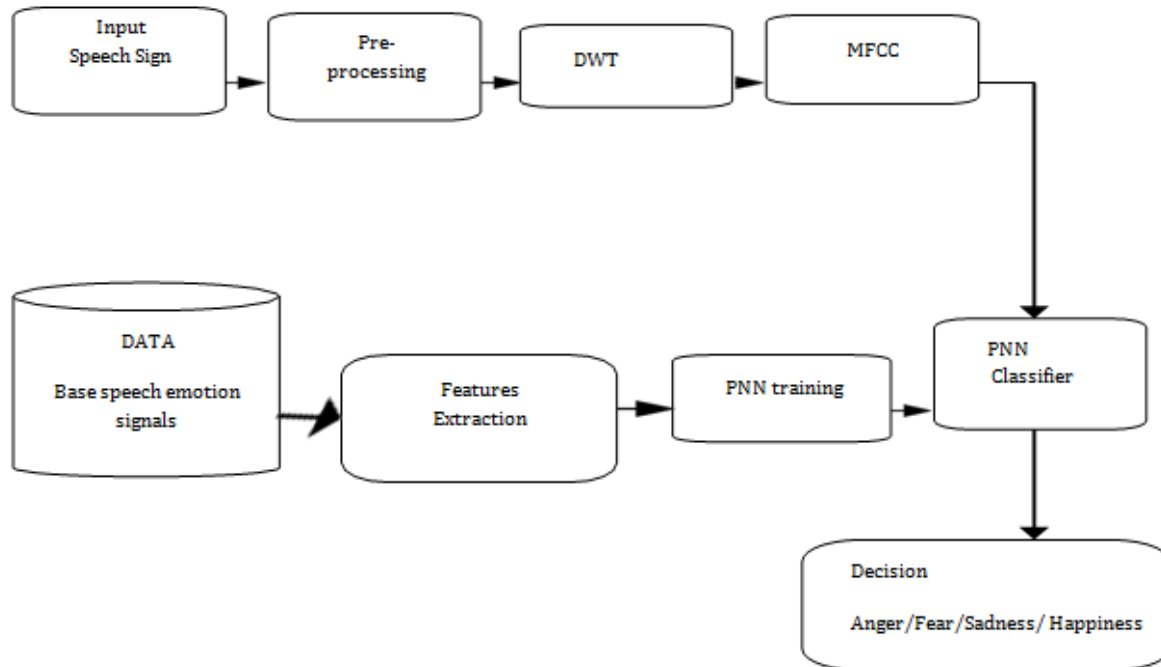 Input
Speech Sign
Pre-
processing
DWT
MFCC
DATA
Base speech emotion
signals
Features
Extraction
PNN training
PNN
Classifier
Decision
Anger/Fear/Sadness/ Happiness